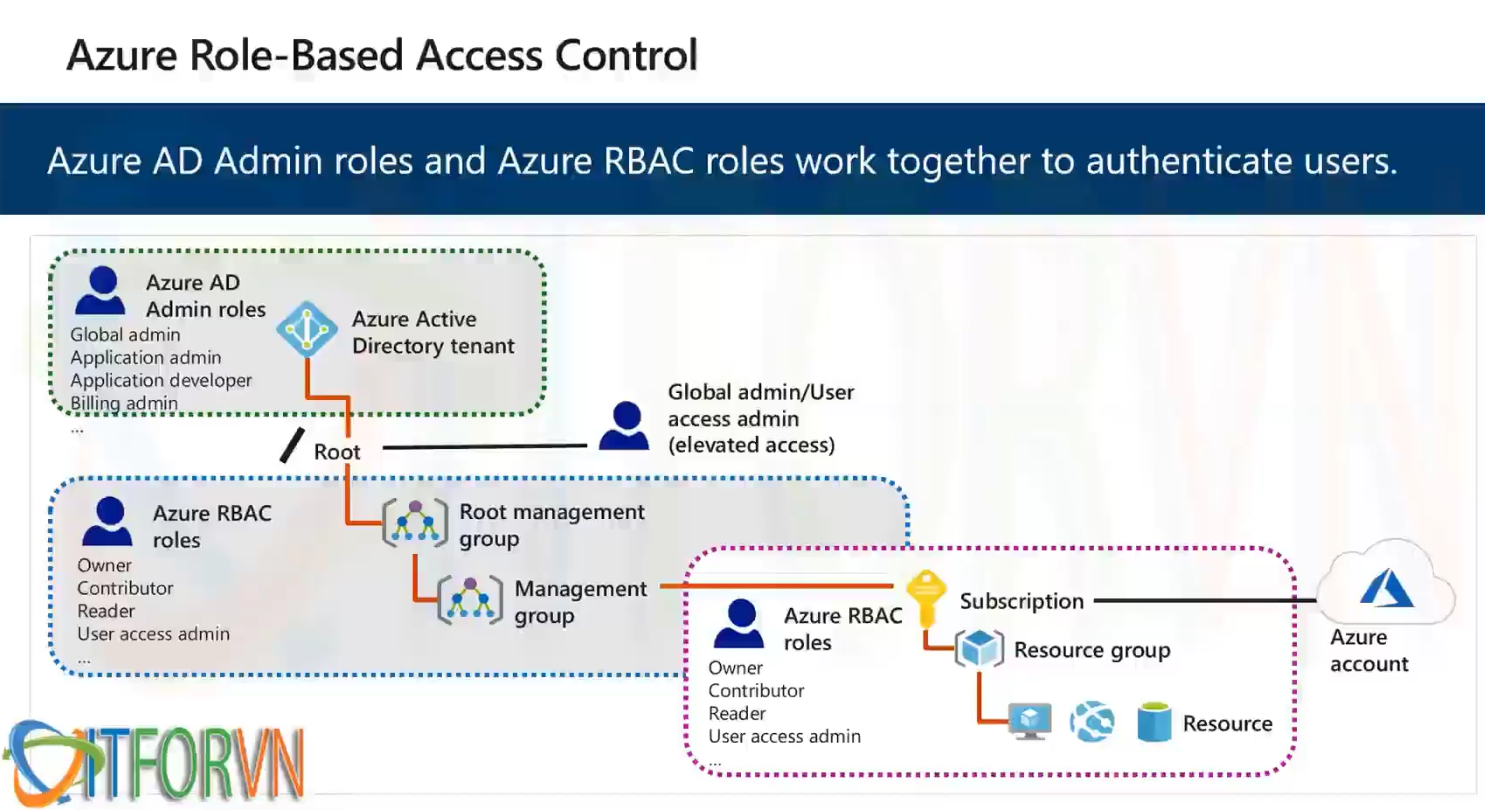 Azure Role-Based Access Control
Azure AD Admin roles and Azure RBAC roles work together to authenticate users.
Azure AD
Admin roles
Global admin
Application admin
Application developer
Billing admin
...
Azure Active
Directory tenant
/
Root
Global admin/User
access admin
(elevated access)
Azure RBAC
roles
Owner
Contributor
Reader
User access admin
...
Root management
group
Management
group
Azure RBAC
roles
Owner
Contributor
Reader
User access admin
...
Subscription
Resource group
Resource
Azure
account
ITFORVN